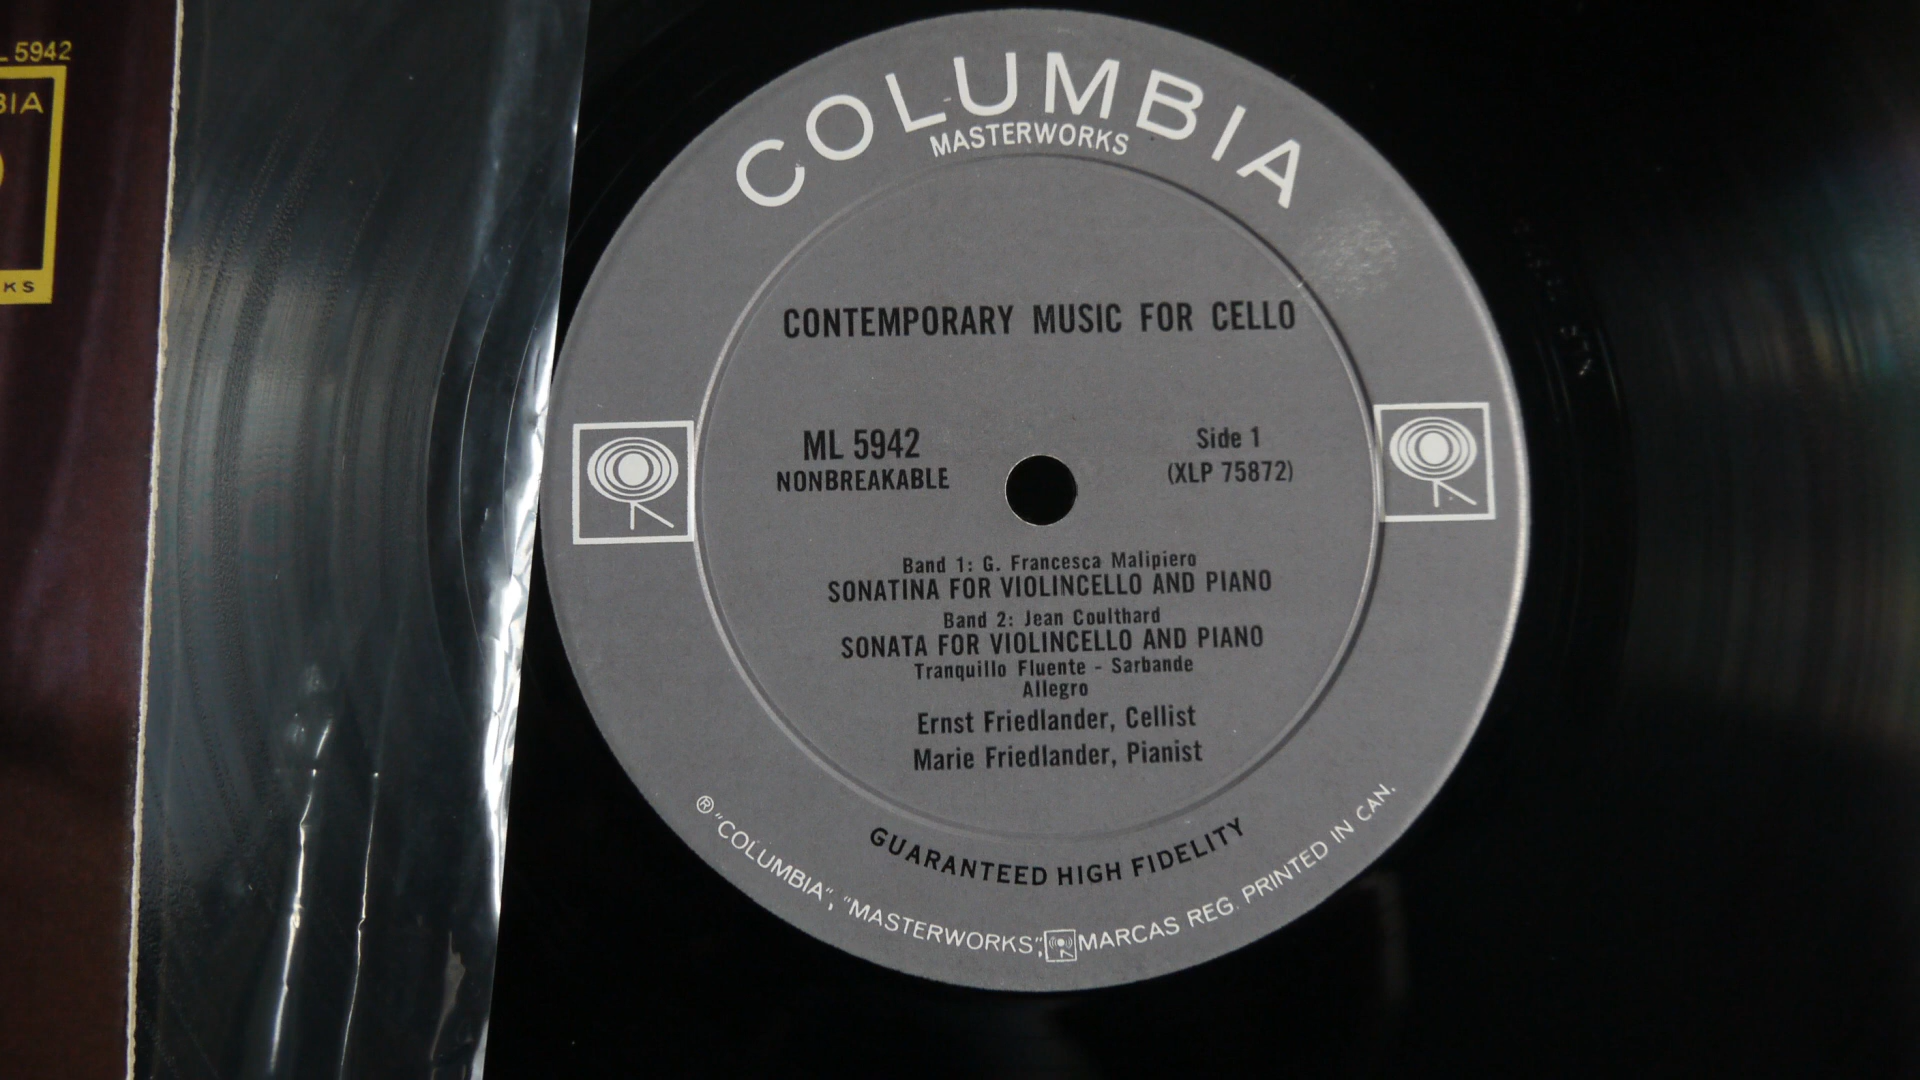 5942
BIA
KS
COLUMBIA
MASTERWORKS
CONTEMPORARY MUSIC FOR CELLO
ML 5942
NONBREAKABLE
Side 1
(XLP 75872)
Band 1: G. Francesca Malipiero
SONATINA FOR VIOLINCELLO AND PIANO
Band 2: Jean Coulthard
SONATA FOR VIOLINCELLO AND PIANO
Tranquillo Fluente - Sarbande
Allegro
Ernst Friedlander, Cellist
Marie Friedlander, Pianist
GUARANTEED HIGH FIDELITY
® "COLUMBIA", "MASTERWORKS", MARCAS REG. PRINTED IN CAN.